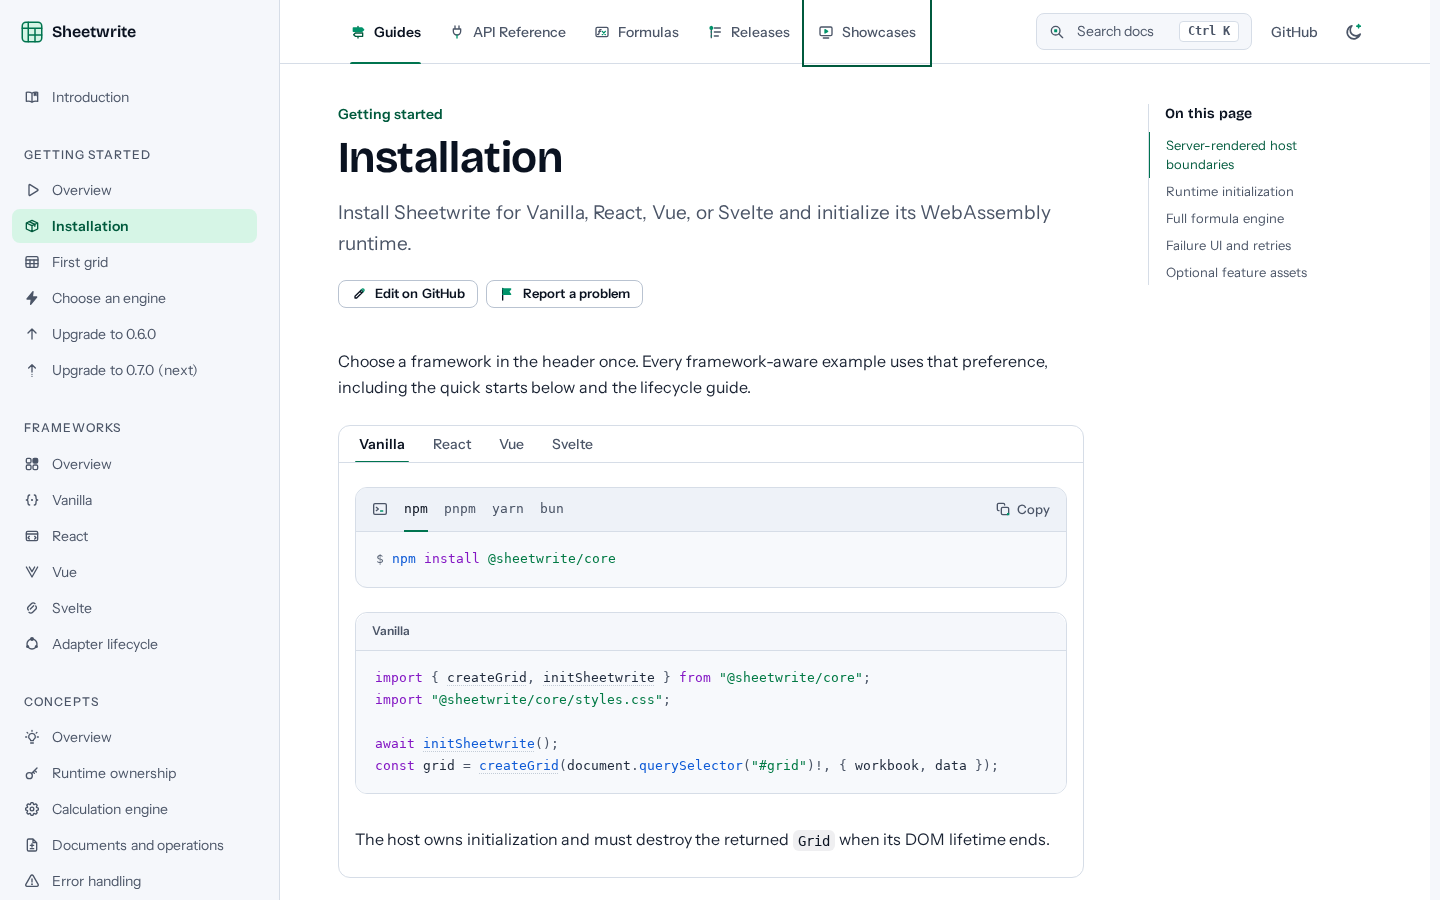 Sheetwrite
Guides
API Reference
Formulas
Releases
Showcases
Search docs
Ctrl K
GitHub
Introduction
GETTING STARTED
Overview
Installation
First grid
Choose an engine
Upgrade to 0.6.0
Upgrade to 0.7.0 (next)
FRAMEWORKS
Overview
Vanilla
React
Vue
Svelte
Adapter lifecycle
CONCEPTS
Overview
Runtime ownership
Calculation engine
Documents and operations
Error handling
Getting started
Installation
Install Sheetwrite for Vanilla, React, Vue, or Svelte and initialize its WebAssembly
runtime.
Edit on GitHub
Report a problem
Choose a framework in the header once. Every framework-aware example uses that preference,
including the quick starts below and the lifecycle guide.
Vanilla React Vue Svelte
npm pnpm yarn bun
Copy
$ npm install @sheetwrite/core
Vanilla
import { createGrid, initSheetwrite } from "@sheetwrite/core";
import "@sheetwrite/core/styles.css";
await initSheetwrite();
const grid = createGrid(document.querySelector("#grid")!, { workbook, data });
The host owns initialization and must destroy the returned Grid when its DOM lifetime ends.
On this page
Server-rendered host
boundaries
Runtime initialization
Full formula engine
Failure UI and retries
Optional feature assets